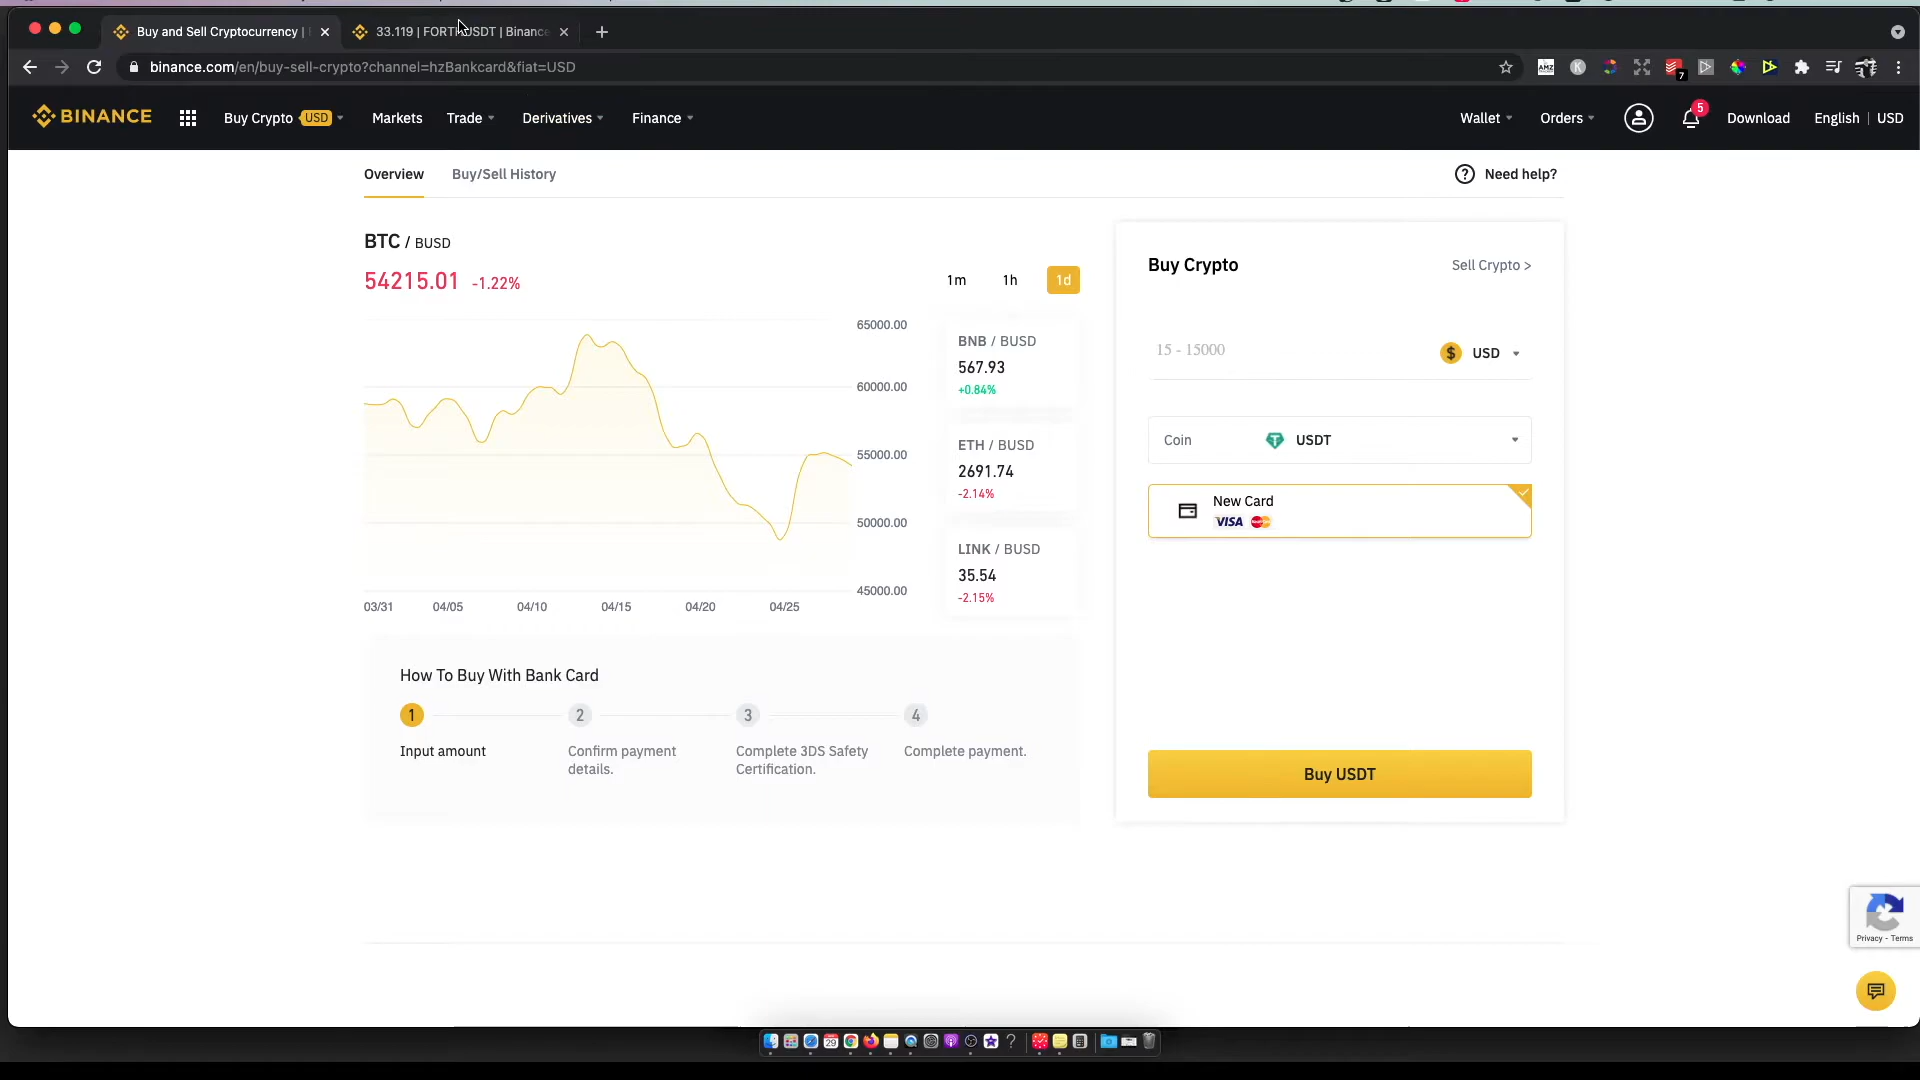 Buy and Sell Cryptocurrency |
33.119 | FORTHUSDT | Binance
binance.com/en/buy-sell-crypto?channel=hzBankcard&fiat=USD
AMZ
K
7
BINANCE
Buy Crypto USD
Markets
Trade
Derivatives
Finance
Wallet
Orders
5
Download
English | USD
Overview
Buy/Sell History
? Need help?
BTC / BUSD
54215.01 -1.22%
1m
1h
1d
65000.00
60000.00
55000.00
50000.00
45000.00
03/31
04/05
04/10
04/15
04/20
04/25
BNB / BUSD
567.93
+0.84%
ETH / BUSD
2691.74
-2.14%
LINK / BUSD
35.54
-2.15%
Buy Crypto
Sell Crypto >
15 - 15000
$ USD
Coin
USDT
New Card
VISA
Buy USDT
How To Buy With Bank Card
1
2
3
4
Input amount
Confirm payment
details.
Complete 3DS Safety
Certification.
Complete payment.
Privacy - Terms
29
?